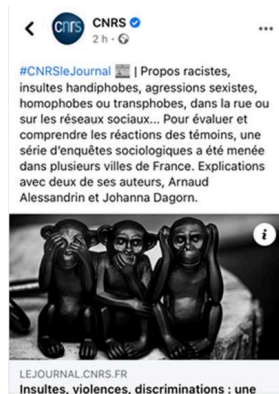 cnrs
CNRS
2 h ·
#CNRSleJournal 📰 | Propos racistes,
insultes handiphobes, agressions sexistes,
homophobes ou transphobes, dans la rue ou
sur les réseaux sociaux... Pour évaluer et
comprendre les réactions des témoins, une
série d'enquêtes sociologiques a été menée
dans plusieurs villes de France. Explications
avec deux de ses auteurs, Arnaud
Alessandrin et Johanna Dagorn.
i
LEJOURNAL.CNRS.FR
Insultes, violences, discriminations : une